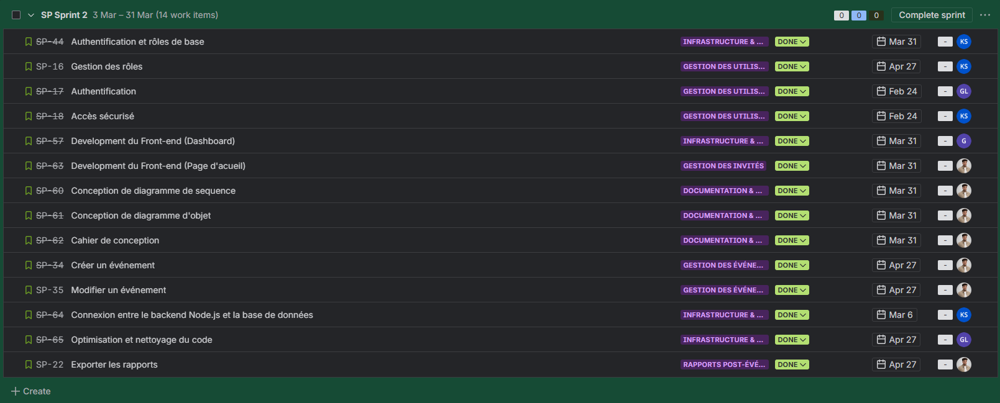 SP Sprint 2 3 Mar – 31 Mar (14 work items) 0 0 0 Complete sprint ...
SP-44 Authentification et rôles de base INFRASTRUCTURE & ... DONE Mar 31 - KS
SP-16 Gestion des rôles GESTION DES UTILIS... DONE Apr 27 - KS
SP-17 Authentification GESTION DES UTILIS... DONE Feb 24 - GL
SP-18 Accès sécurisé GESTION DES UTILIS... DONE Feb 24 - KS
SP-57 Development du Front-end (Dashboard) INFRASTRUCTURE & ... DONE Mar 31 - G
SP-63 Development du Front-end (Page d'acueil) GESTION DES INVITÉS DONE Mar 31 -
SP-60 Conception de diagramme de sequence DOCUMENTATION & ... DONE Mar 31 -
SP-61 Conception de diagramme d'objet DOCUMENTATION & ... DONE Mar 31 -
SP-62 Cahier de conception DOCUMENTATION & ... DONE Mar 31 -
SP-34 Créer un événement GESTION DES ÉVÉNE... DONE Apr 27 -
SP-35 Modifier un événement GESTION DES ÉVÉNE... DONE Apr 27 -
SP-64 Connexion entre le backend Node.js et la base de données INFRASTRUCTURE & ... DONE Mar 6 - KS
SP-65 Optimisation et nettoyage du code INFRASTRUCTURE & ... DONE Apr 27 - GL
SP-22 Exporter les rapports RAPPORTS POST-ÉVÉ... DONE Apr 27 -
+ Create